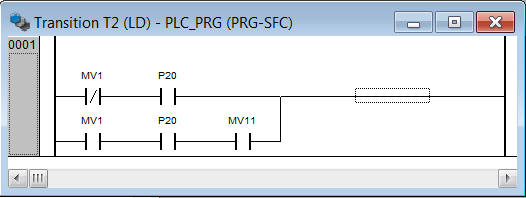 Transition T2 (LD) - PLC_PRG (PRG-SFC)
0001
MV1 P20
MV1 P20 MV11